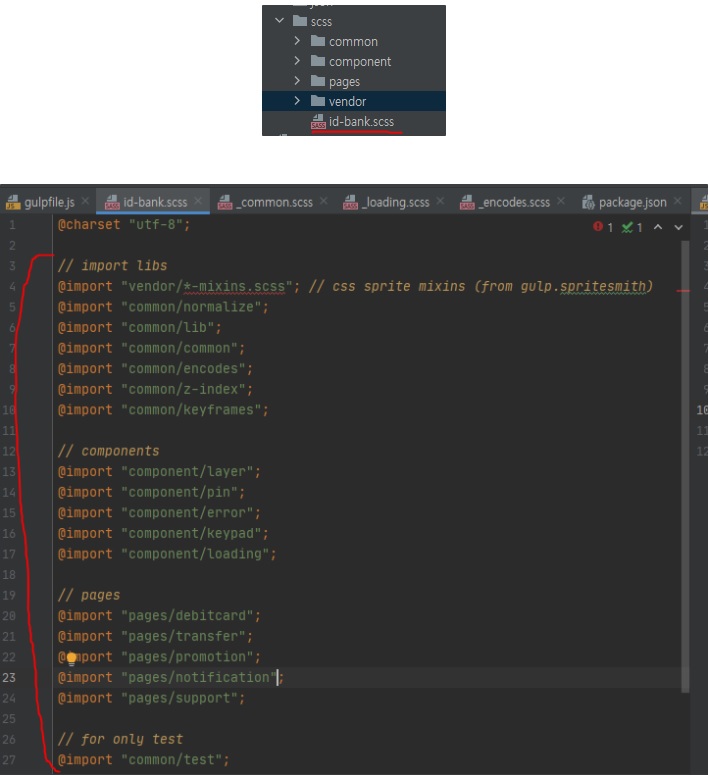 scss
common
component
pages
vendor
id-bank.scss
gulpfile.js id-bank.scss _common.scss _loading.scss _encodes.scss package.json
1 @charset "utf-8"; 1 1
2
3 // import libs
4 @import "vendor/*-mixins.scss"; // css sprite mixins (from gulp.spritesmith)
5 @import "common/normalize";
6 @import "common/lib";
7 @import "common/common";
8 @import "common/encodes";
9 @import "common/z-index";
10 @import "common/keyframes"; 10
11 11
12 // components 12
13 @import "component/layer";
14 @import "component/pin";
15 @import "component/error";
16 @import "component/keypad";
17 @import "component/loading";
18
19 // pages
20 @import "pages/debitcard";
21 @import "pages/transfer";
22 @import "pages/promotion";
23 @import "pages/notification";
24 @import "pages/support";
25
26 // for only test
27 @import "common/test";